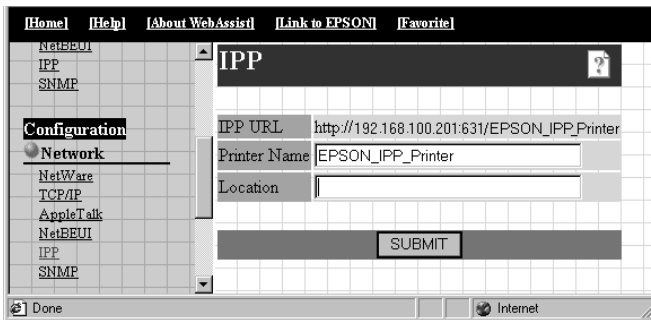 [Home] [Help] [About WebAssist] [Link to EPSON] [Favorite]
NetBEUI
IPP
SNMP
Configuration
Network
NetWare
TCP/IP
AppleTalk
NetBEUI
IPP
SNMP
IPP
?
IPP URL http://192.168.100.201:631/EPSON_IPP_Printer
Printer Name EPSON_IPP_Printer
Location
SUBMIT
Done Internet